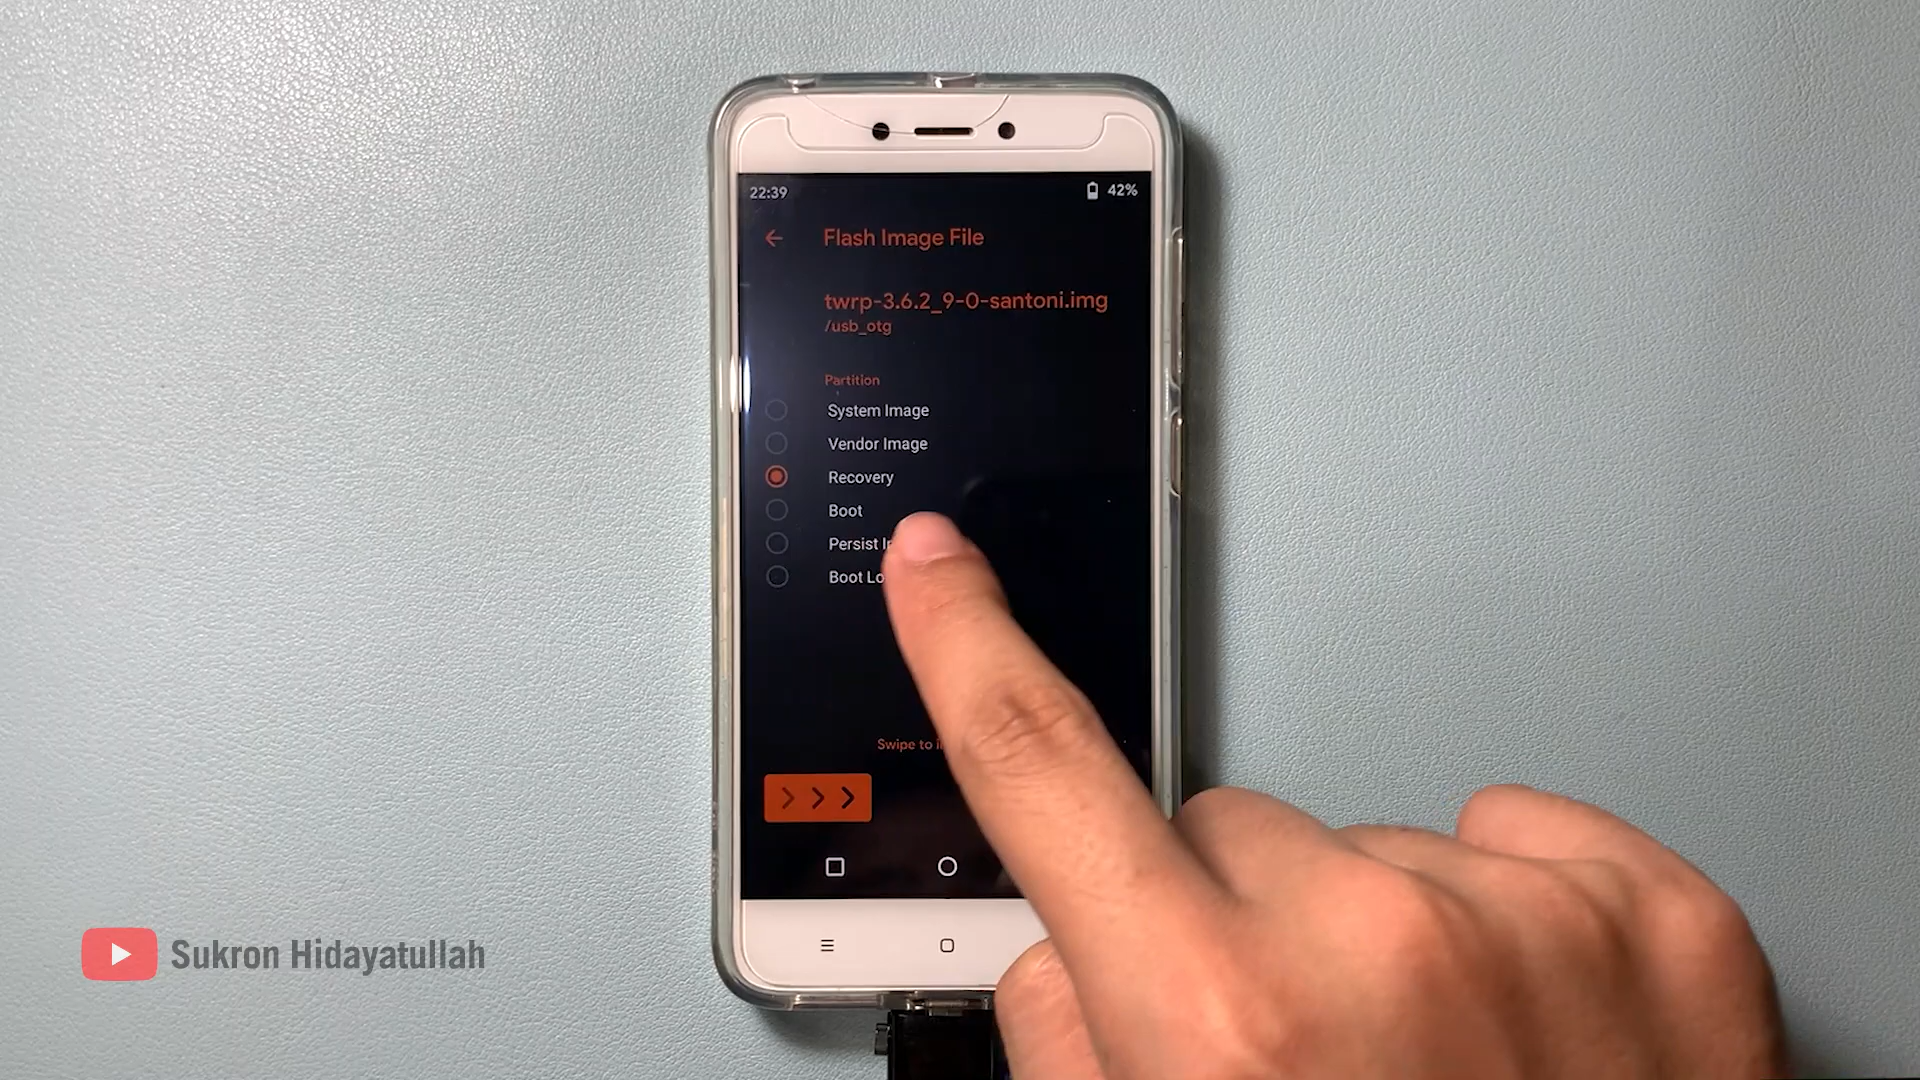 22:39
42%
Flash Image File
twrp-3.6.2_9-0-santoni.img
/usb_otg
Partition
System Image
Vendor Image
Recovery
Boot
Persist
Boot
Swipe to
Sukron Hidayatullah